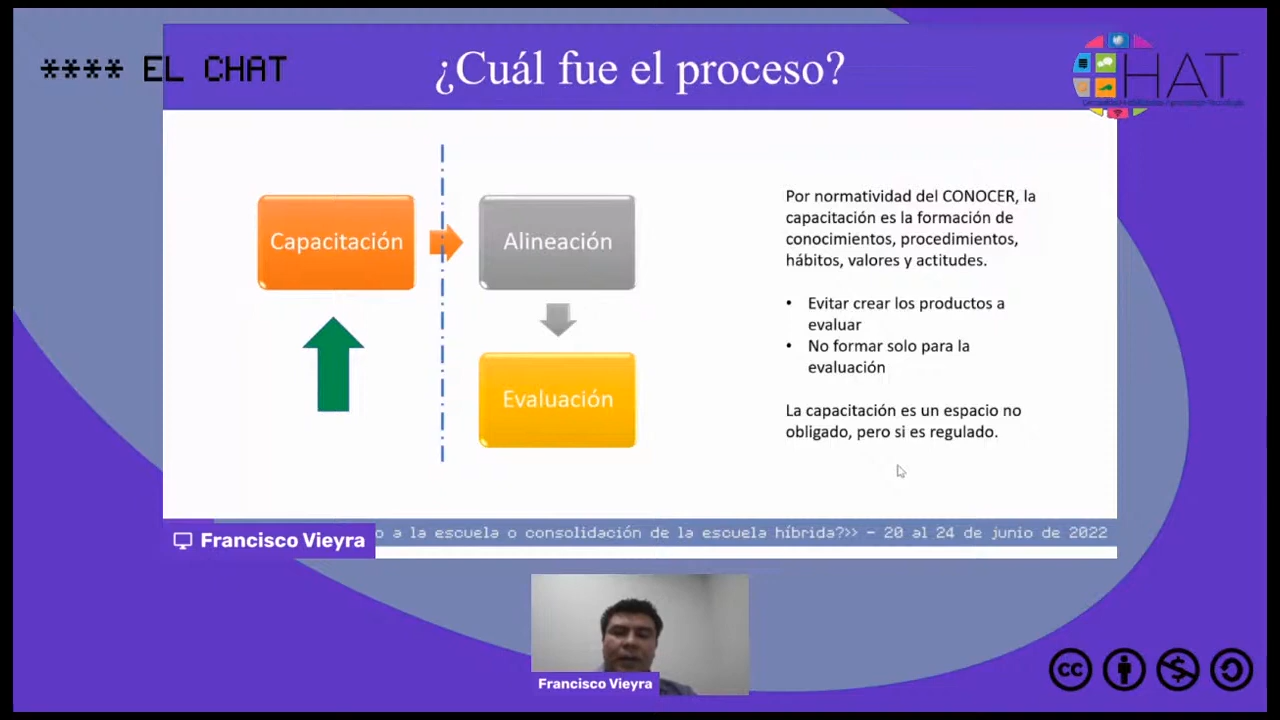 **** EL CHAT
¿Cuál fue el proceso?
HAT
Capacitación
Alineación
Evaluación
Por normatividad del CONOCER, la
capacitación es la formación de
conocimientos, procedimientos,
hábitos, valores y actitudes.
• Evitar crear los productos a
evaluar
• No formar solo para la
evaluación
La capacitación es un espacio no
obligado, pero si es regulado.
Francisco Vieyra
o a la escuela o consolidación de la escuela híbrida?>> - 20 al 24 de junio de 2022
Francisco Vieyra
cc